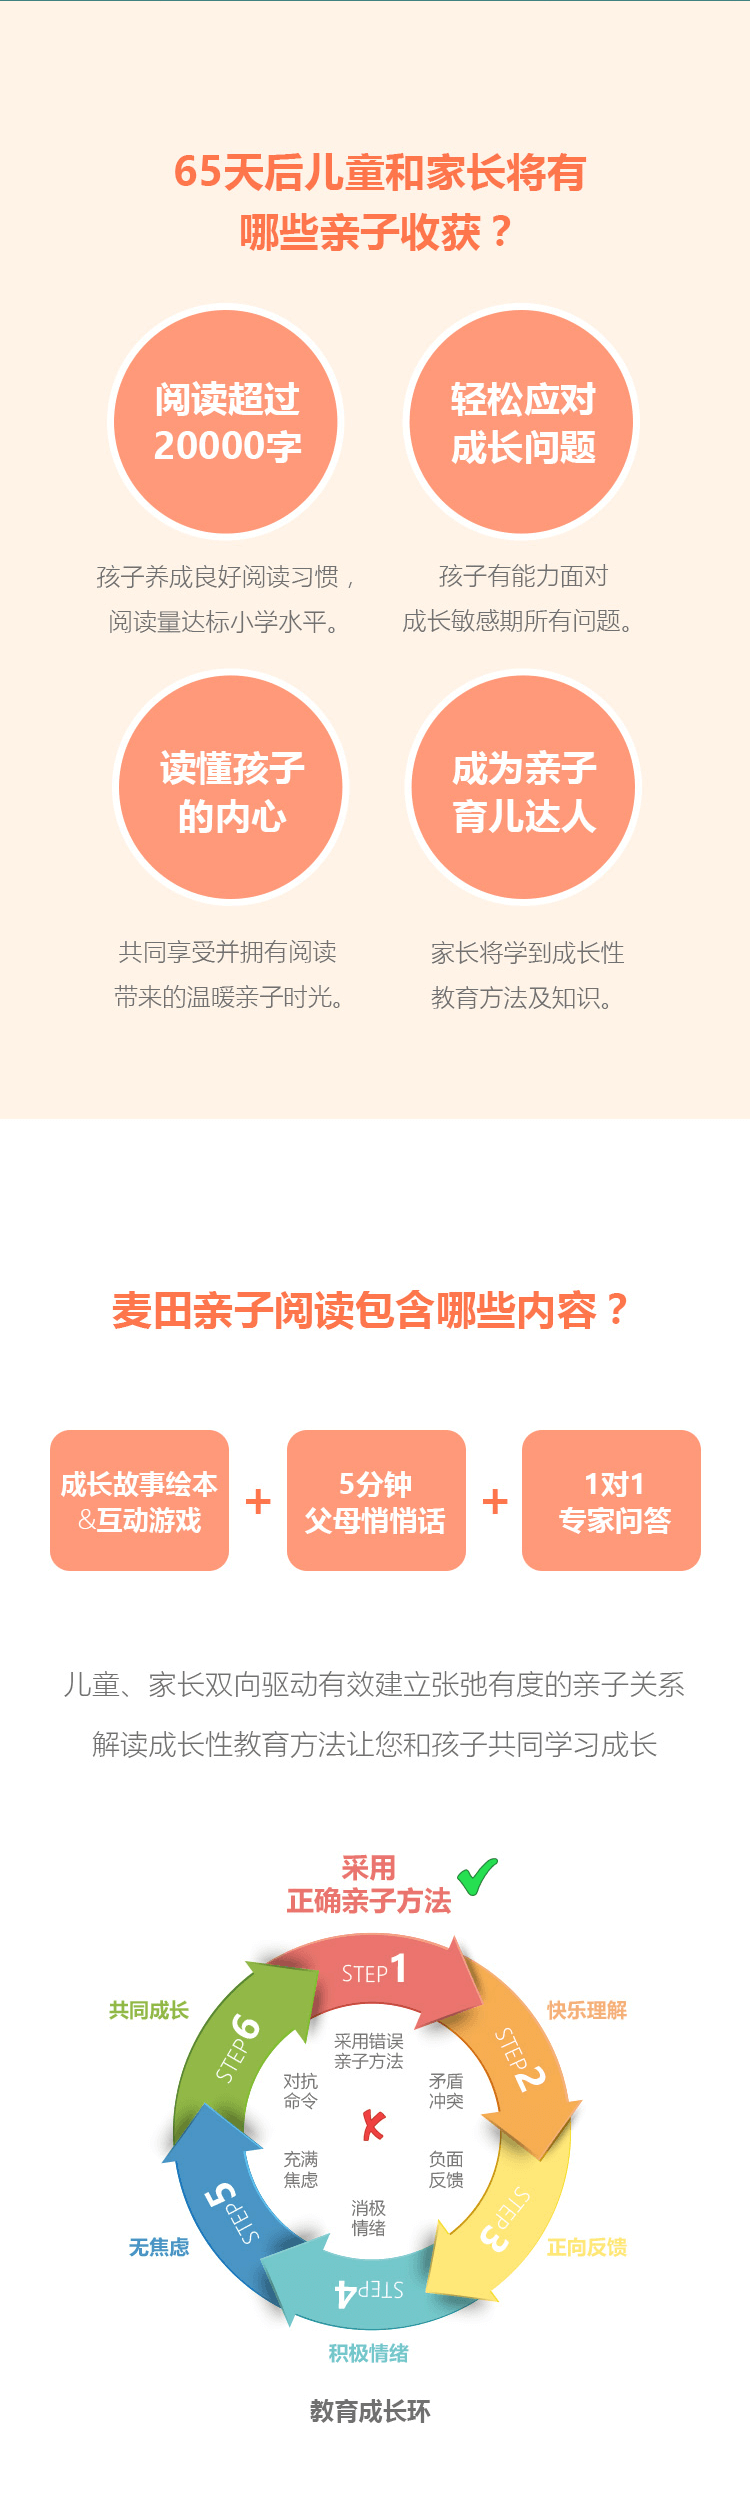 65天后儿童和家长将有
哪些亲子收获？
阅读超过
20000字
轻松应对
成长问题
孩子养成良好阅读习惯，
阅读量达标小学水平。
孩子有能力面对
成长敏感期所有问题。
读懂孩子
的内心
成为亲子
育儿达人
共同享受并拥有阅读
带来的温暖亲子时光。
家长将学到成长性
教育方法及知识。
麦田亲子阅读包含哪些内容？
成长故事绘本
&互动游戏
+
5分钟
父母悄悄话
+
1对1
专家问答
儿童、家长双向驱动有效建立张弛有度的亲子关系
解读成长性教育方法让您和孩子共同学习成长
采用
正确亲子方法
STEP1
快乐理解
STEP2
正向反馈
STEP3
积极情绪
STEP4
无焦虑
STEP5
共同成长
STEP6
采用错误
亲子方法
矛盾
冲突
负面
反馈
消极
情绪
充满
焦虑
对抗
命令
教育成长环